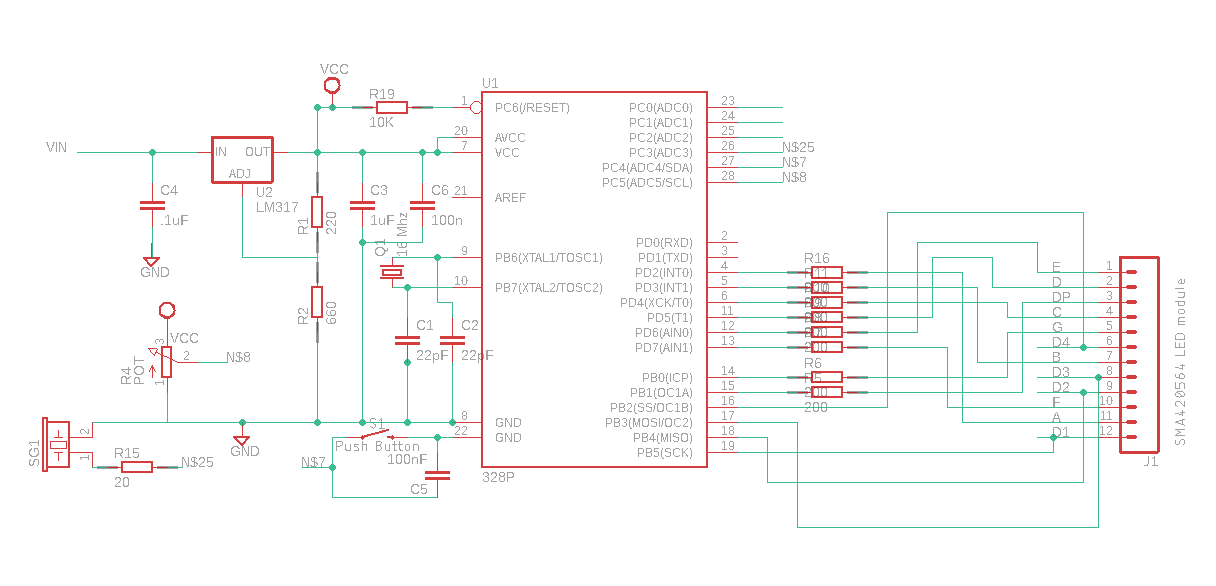 VCC
U1
R19
10K
1
PC6(/RESET)
20
AVCC
7
VCC
21
AREF
9
PB6(XTAL1/TOSC1)
10
PB7(XTAL2/TOSC2)
8
GND
22
GND
328P
PC0(ADC0)
23
PC1(ADC1)
24
PC2(ADC2)
25
PC3(ADC3)
26
N$25
PC4(ADC4/SDA)
27
N$7
PC5(ADC5/SCL)
28
N$8
PD0(RXD)
2
PD1(TXD)
3
PD2(INT0)
4
PD3(INT1)
5
PD4(XCK/T0)
6
PD5(T1)
11
PD6(AIN0)
12
PD7(AIN1)
13
PB0(ICP)
14
PB1(OC1A)
15
PB2(SS/OC1B)
16
PB3(MOSI/OC2)
17
PB4(MISO)
18
PB5(SCK)
19
VIN
IN
OUT
ADJ
U2
LM317
C4
.1uF
GND
R1
220
R2
660
C3
1uF
C6
100n
Q1
16 Mhz
C1
22pF
C2
22pF
VCC
R4
POT
3
2
1
N$8
SG1
2
1
R15
20
N$25
GND
S1
Push Button
N$7
100nF
C5
R16
R11
R6
R5
200
200
E
1
D
2
DP
3
C
4
G
5
D4
6
B
7
D3
8
D2
9
F
10
A
11
D1
12
J1
SMA420564 LED module